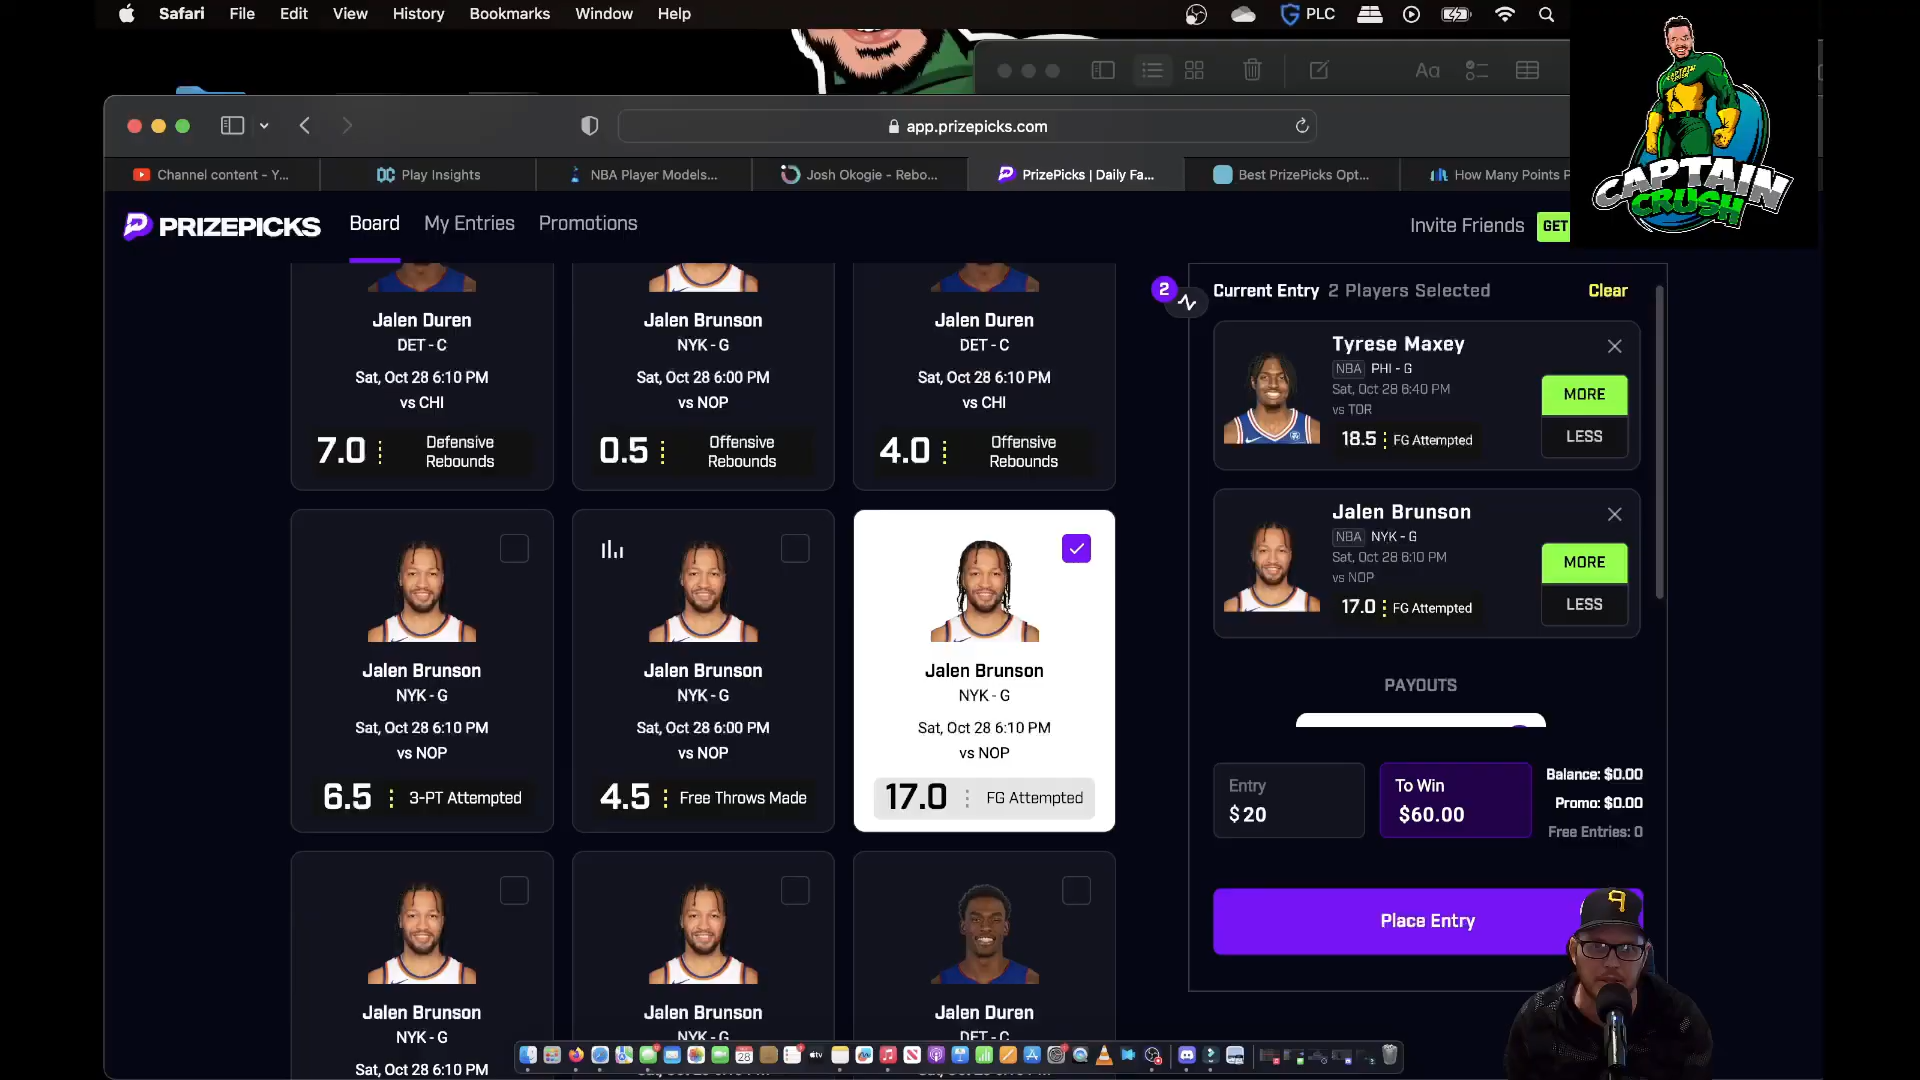 Safari File Edit View History Bookmarks Window Help PLC
Aa
app.prizepicks.com
Channel content - Y... Play Insights NBA Player Models... Josh Okogie - Rebo... PrizePicks | Daily Fa... Best PrizePicks Opt... How Many Points P
CAPTAIN
CRUSH
PRIZEPICKS Board My Entries Promotions Invite Friends GET
2 Current Entry 2 Players Selected Clear
Jalen Duren
DET - C
Sat, Oct 28 6:10 PM
vs CHI
7.0 Defensive Rebounds
Jalen Brunson
NYK - G
Sat, Oct 28 6:00 PM
vs NOP
0.5 Offensive Rebounds
Jalen Duren
DET - C
Sat, Oct 28 6:10 PM
vs CHI
4.0 Offensive Rebounds
Jalen Brunson
NYK - G
Sat, Oct 28 6:10 PM
vs NOP
6.5 3-PT Attempted
Jalen Brunson
NYK - G
Sat, Oct 28 6:00 PM
vs NOP
4.5 Free Throws Made
Jalen Brunson
NYK - G
Sat, Oct 28 6:10 PM
vs NOP
17.0 FG Attempted
Jalen Brunson
NYK - G
Sat, Oct 28 6:10 PM
Jalen Brunson
NYK - G
Jalen Duren
DET - C
Tyrese Maxey
NBA PHI - G
Sat, Oct 28 6:40 PM
vs TOR
18.5 FG Attempted
MORE
LESS
Jalen Brunson
NBA NYK - G
Sat, Oct 28 6:10 PM
vs NOP
17.0 FG Attempted
MORE
LESS
PAYOUTS
Entry
$20
To Win
$60.00
Balance: $0.00
Promo: $0.00
Free Entries: 0
Place Entry